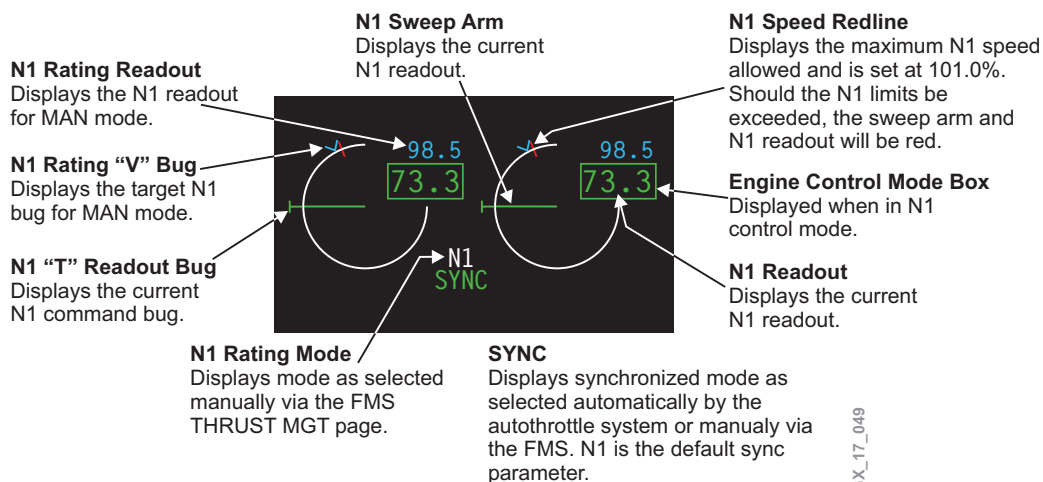 N1 Rating Readout
Displays the N1 readout
for MAN mode.
N1 Rating “V” Bug
Displays the target N1
bug for MAN mode.
N1 “T” Readout Bug
Displays the current
N1 command bug.
N1 Sweep Arm
Displays the current
N1 readout.
N1 Speed Redline
Displays the maximum N1 speed
allowed and is set at 101.0%.
Should the N1 limits be
exceeded, the sweep arm and
N1 readout will be red.
Engine Control Mode Box
Displayed when in N1
control mode.
N1 Readout
Displays the current
N1 readout.
98.5
73.3
98.5
73.3
N1
SYNC
N1 Rating Mode
Displays mode as selected
manually via the FMS
THRUST MGT page.
SYNC
Displays synchronized mode as
selected automatically by the
autothrottle system or manualy via
the FMS. N1 is the default sync
parameter.
X_17_049